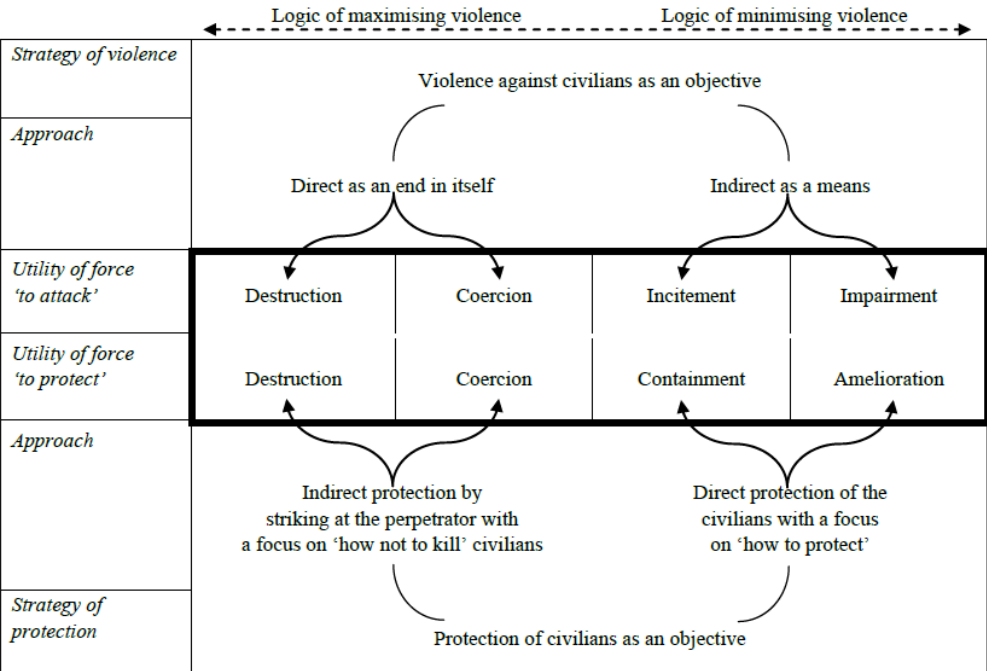 Logic of maximising violence Logic of minimising violence
Strategy of violence
Violence against civilians as an objective
Approach
Direct as an end in itself Indirect as a means
Utility of force
‘to attack’
Destruction Coercion Incitement Impairment
Utility of force
‘to protect’
Destruction Coercion Containment Amelioration
Approach
Indirect protection by
striking at the perpetrator with
a focus on ‘how not to kill’ civilians
Direct protection of the
civilians with a focus
on ‘how to protect’
Strategy of
protection
Protection of civilians as an objective